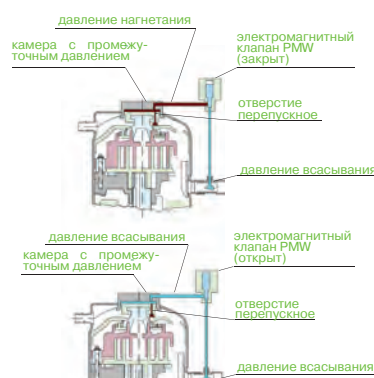 давление нагнетания
камера с промежу-
точным давлением
электромагнитный
клапан PMW
(закрыт)
отверстие
перепускное
давление всасывания
давление всасывания
камера с промежу-
точным давлением
электромагнитный
клапан PMW
(открыт)
отверстие
перепускное
давление всасывания